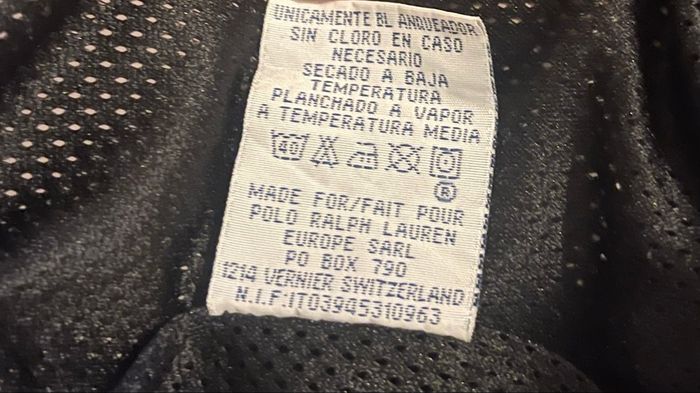 UNICAMENTE BL ANQUEADOR
SIN CLORO EN CASO
NECESARIO
SECADO A BAJA
TEMPERATURA
PLANCHADO A VAPOR
A TEMPERATURA MEDIA
40
®
MADE FOR/FAIT POUR
POLO RALPH LAUREN
EUROPE SARL
PO BOX 790
1214 VERNIER SWITZERLAND
N.I.F:IT03945310963